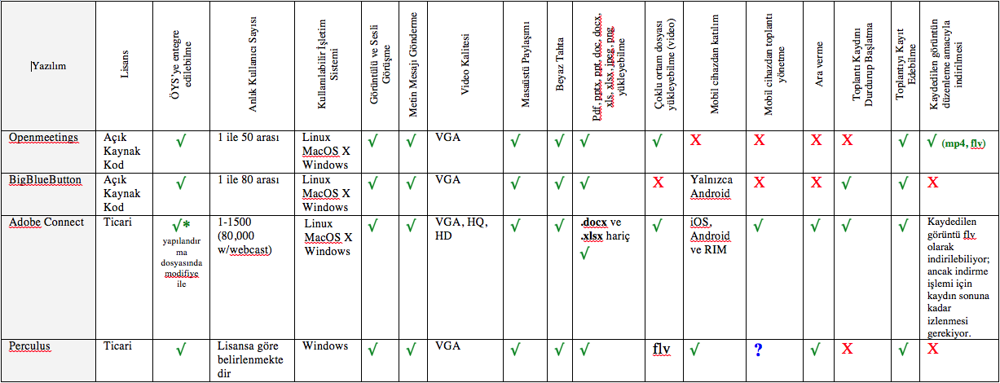 Yazılım
Lisans
ÖYS'ye entegre
edilebilme
Anlık Kullanıcı Sayısı
Kullanılabilir İşletim
Sistemi
Görüntülü ve Sesli
Görüşme
Metin Mesajı Gönderme
Video Kalitesi
Masaüstü Paylaşımı
Beyaz Tahta
Pdf, pptx, ppt, doc, docx,
xls, xlsx, jpeg, png
yükleyebilme
Çoklu ortam dosyası
yükleyebilme (video)
Mobil cihazdan katılım
Mobil cihazdan toplantı
yönetme
Ara verme
Toplantı Kaydını
Durdurup Başlatma
Toplantıyı Kayıt
Edebilme
Kaydedilen görüntün
düzenleme amacıyla
indirilmesi
Openmeetings
Açık
Kaynak
Kod
√
1 ile 50 arası
Linux
MacOS X
Windows
√
√
VGA
√
√
√
√
X
X
X
X
√
√ (mp4, flv)
BigBlueButton
Açık
Kaynak
Kod
√
1 ile 80 arası
Linux
MacOS X
Windows
√
√
VGA
√
√
√
X
Yalnızca
Android
X
X
√
√
X
Adobe Connect
Ticari
√*
yapılandır
ma
dosyasında
modifiye
ile
1-1500
(80,000
w/webcast)
Linux
MacOS X
Windows
√
√
VGA, HQ,
HD
√
√
.docx ve
.xlsx hariç
√
√
iOS,
Android
ve RIM
√
√
√
√
Kaydedilen
görüntü flv
olarak
indirilebiliyor;
ancak indirme
işlemi için
kaydın sonuna
kadar
izlenmesi
gerekiyor.
Perculus
Ticari
√
Lisansa göre
belirlenmekte
dir
Windows
√
√
VGA
√
√
√
flv
√
?
√
X
√
X